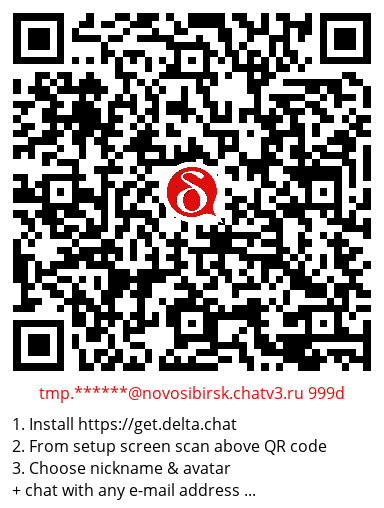 δ
tmp.******@novosibirsk.chatv3.ru 999d
1. Install https://get.delta.chat
2. From setup screen scan above QR code
3. Choose nickname & avatar
+ chat with any e-mail address ...